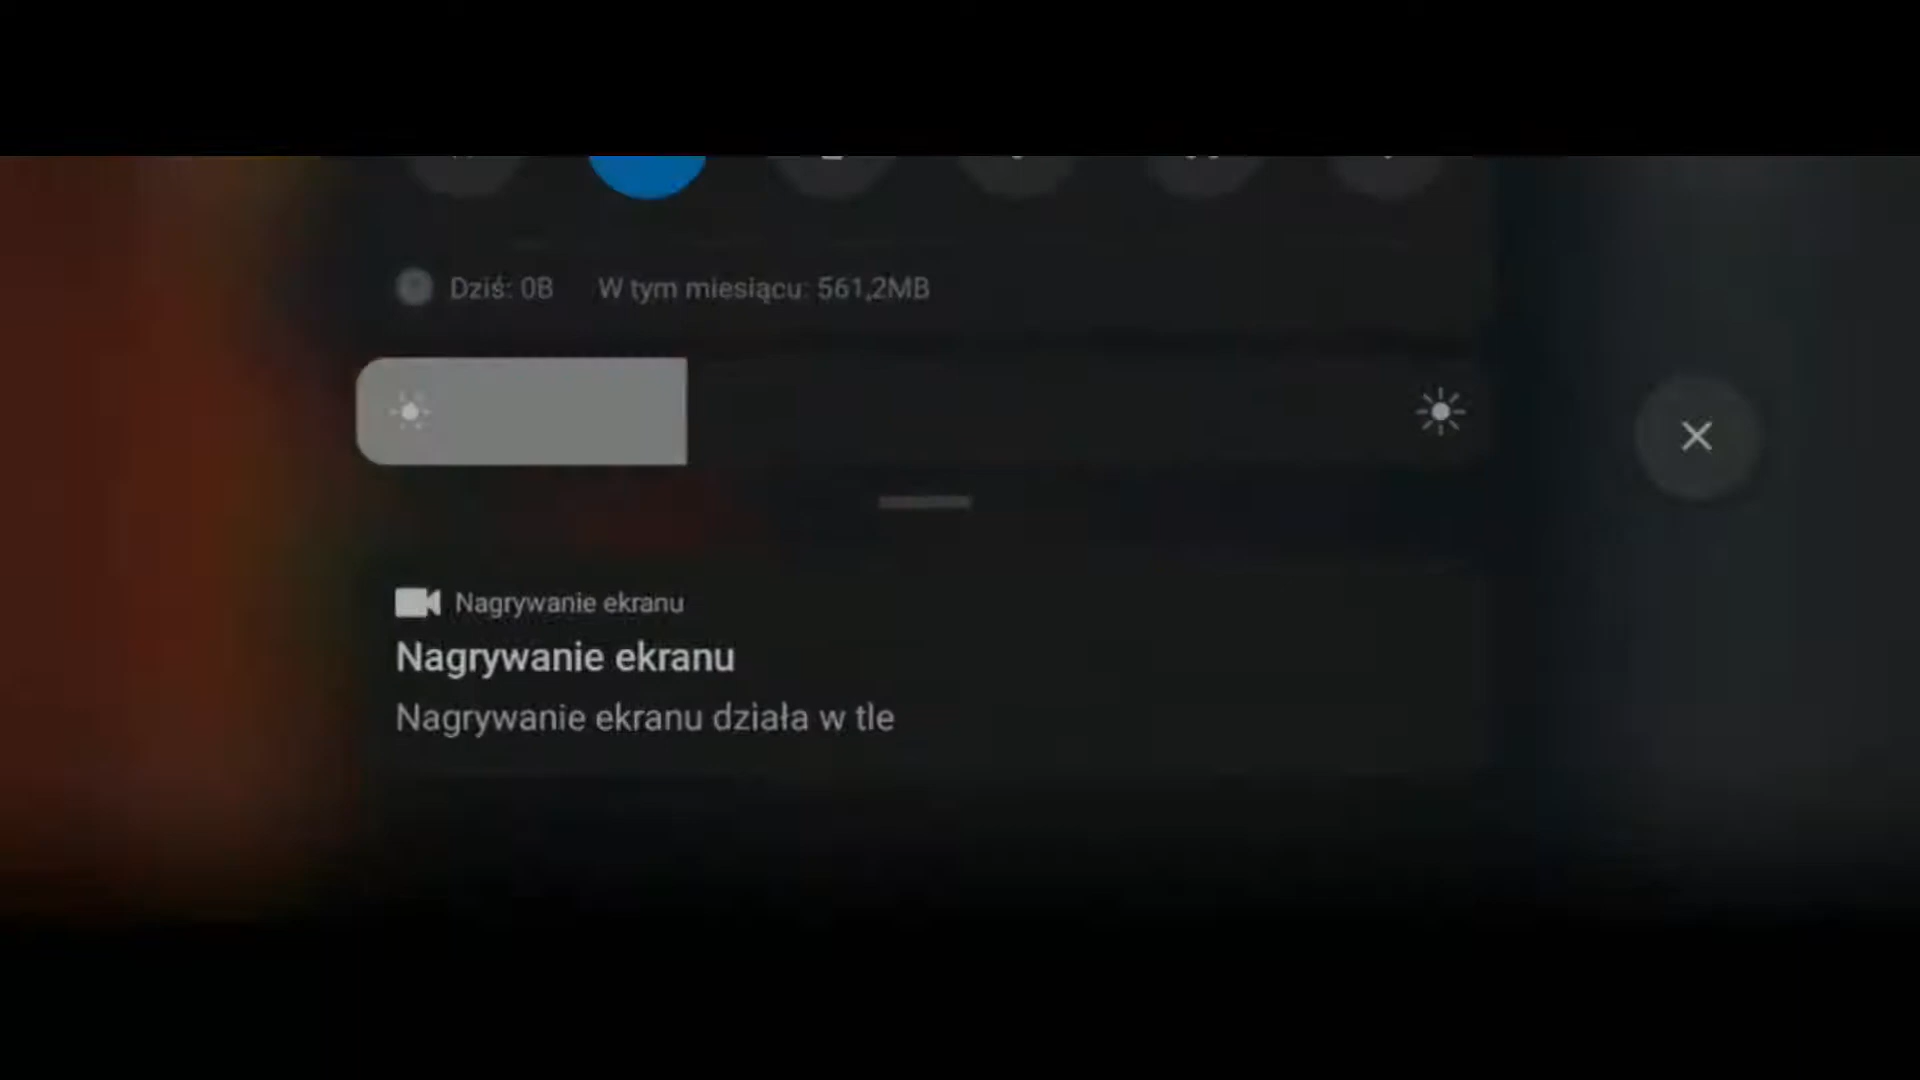 Dziś: 0B W tym miesiącu: 561,2MB
Nagrywanie ekranu
Nagrywanie ekranu
Nagrywanie ekranu działa w tle